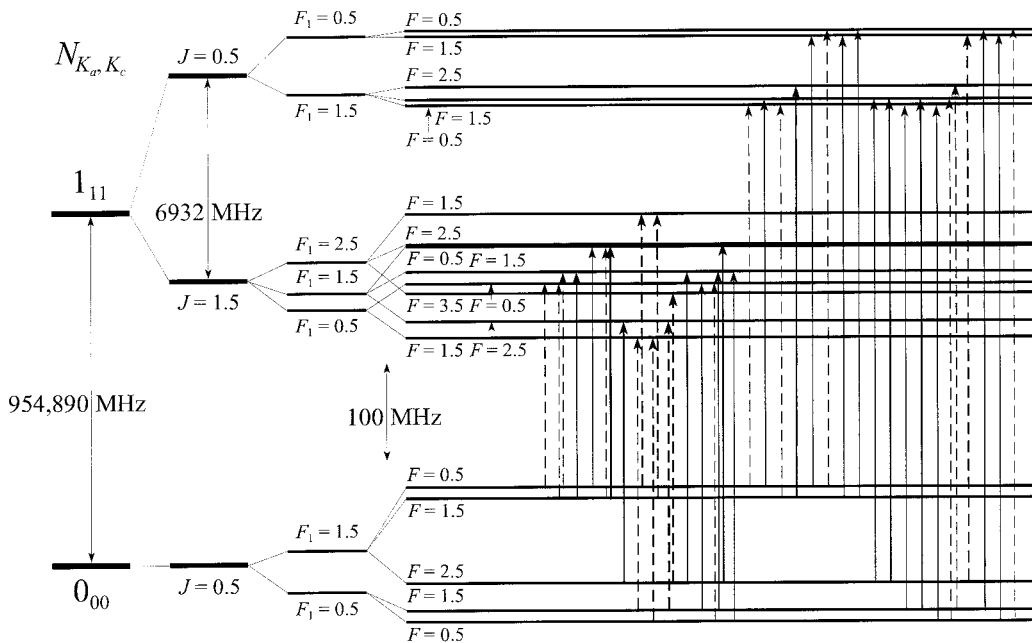 N_{K_a, K_c}
1_{11}
0_{00}
954,890 MHz
J = 0.5
6932 MHz
J = 1.5
J = 0.5
F_1 = 0.5
F_1 = 1.5
F_1 = 2.5
F_1 = 1.5
F_1 = 0.5
F_1 = 1.5
F_1 = 0.5
F = 0.5
F = 1.5
F = 2.5
F = 1.5
F = 0.5
F = 1.5
F = 2.5
F = 0.5 F = 1.5
F = 3.5 F = 0.5
F = 1.5 F = 2.5
100 MHz
F = 0.5
F = 1.5
F = 2.5
F = 1.5
F = 0.5